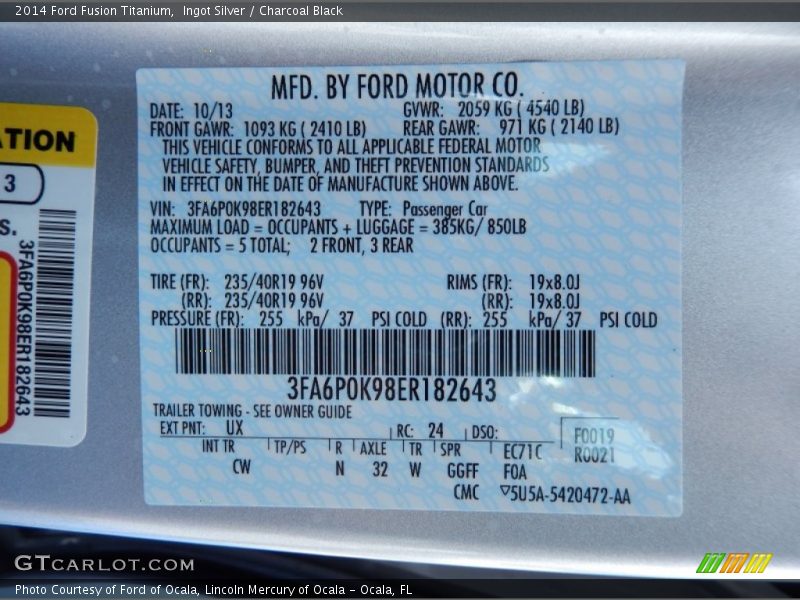 2014 Ford Fusion Titanium, Ingot Silver / Charcoal Black
MFD. BY FORD MOTOR CO.
DATE: 10/13 GVWR: 2059 KG ( 4540 LB)
FRONT GAWR: 1093 KG ( 2410 LB) REAR GAWR: 971 KG ( 2140 LB)
THIS VEHICLE CONFORMS TO ALL APPLICABLE FEDERAL MOTOR
VEHICLE SAFETY, BUMPER, AND THEFT PREVENTION STANDARDS
IN EFFECT ON THE DATE OF MANUFACTURE SHOWN ABOVE.
VIN: 3FA6P0K98ER182643 TYPE: Passenger Car
MAXIMUM LOAD = OCCUPANTS + LUGGAGE = 385KG/ 850LB
OCCUPANTS = 5 TOTAL; 2 FRONT, 3 REAR
TIRE (FR): 235/40R19 96V RIMS (FR): 19x8.0J
(RR): 235/40R19 96V (RR): 19x8.0J
PRESSURE (FR): 255 kPa/ 37 PSI COLD (RR): 255 kPa/ 37 PSI COLD
3FA6P0K98ER182643
TRAILER TOWING - SEE OWNER GUIDE
EXT PNT: UX RC: 24 DSO: F0019
INT TR TP/PS R AXLE TR SPR EC71C R0021
CW N 32 W GGFF F0A
CMC ▽5U5A-5420472-AA
ATION
3
S.
3FA6P0K98ER182643
GTCARLOT.COM
Photo Courtesy of Ford of Ocala, Lincoln Mercury of Ocala – Ocala, FL